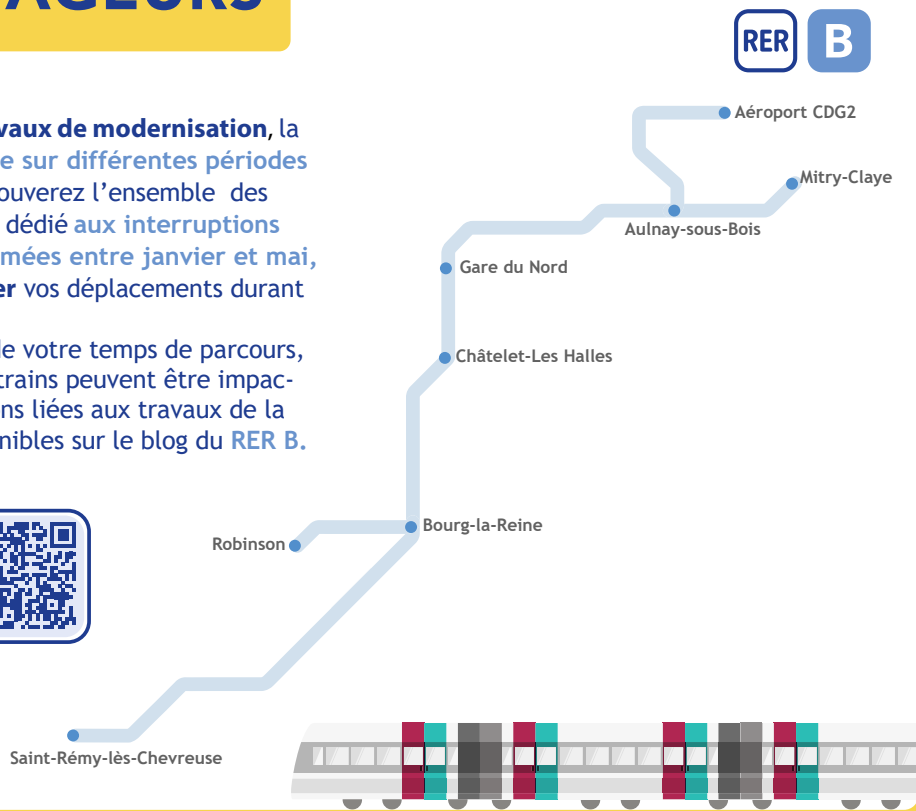 AGEURS
RER B
vaux de modernisation, la
e sur différentes périodes
ouverez l'ensemble des
dédié aux interruptions
mées entre janvier et mai,
er vos déplacements durant
de votre temps de parcours,
trains peuvent être impac-
ns liées aux travaux de la
nibles sur le blog du RER B.
Aéroport CDG2
Mitry-Claye
Aulnay-sous-Bois
Gare du Nord
Châtelet-Les Halles
Bourg-la-Reine
Robinson
Saint-Rémy-lès-Chevreuse